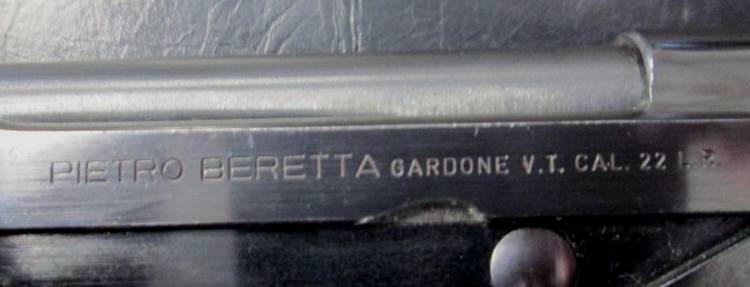 PIETRO BERETTA GARDONE V.T. CAL. 22 L.R.